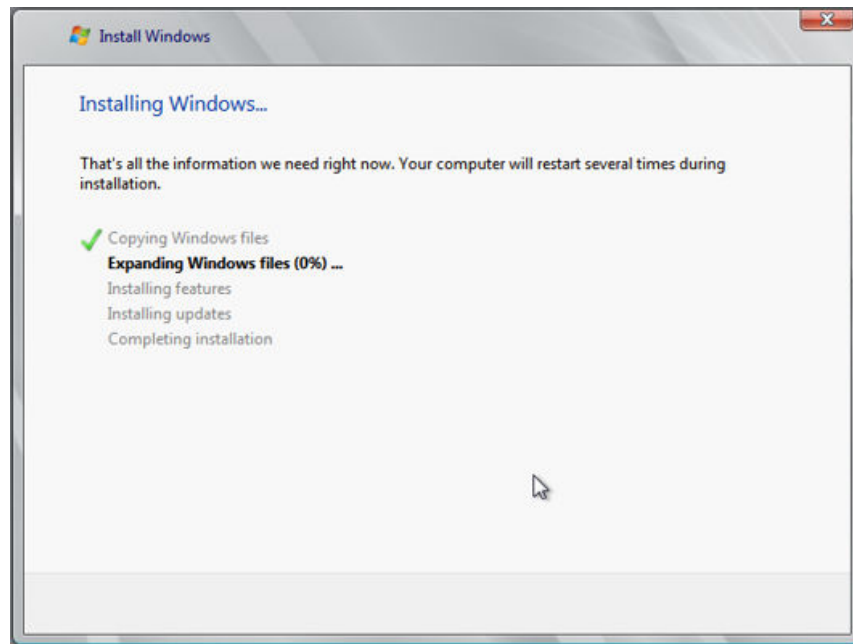 Install Windows
Installing Windows...
That's all the information we need right now. Your computer will restart several times during
installation.
Copying Windows files
Expanding Windows files (0%) ...
Installing features
Installing updates
Completing installation